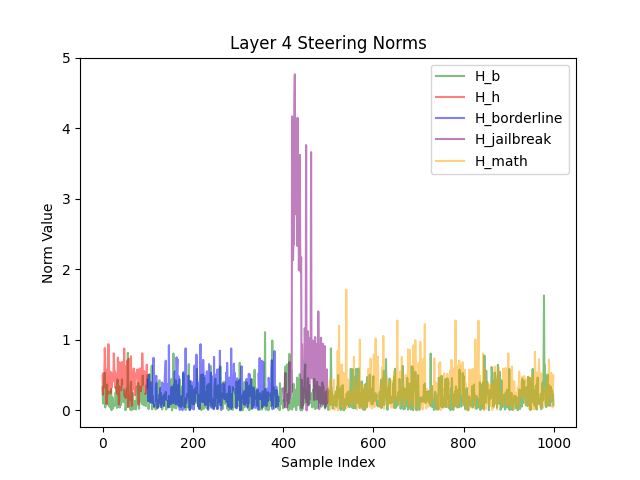 Layer 4 Steering Norms
H_b
H_h
H_borderline
H_jailbreak
H_math
Norm Value
5
4
3
2
1
0
0 200 400 600 800 1000
Sample Index